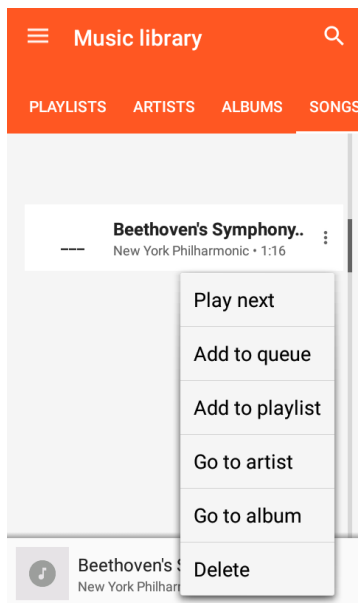 Music library
PLAYLISTS ARTISTS ALBUMS SONGS
Beethoven's Symphony..
New York Philharmonic • 1:16
Play next
Add to queue
Add to playlist
Go to artist
Go to album
Delete
Beethoven's
New York